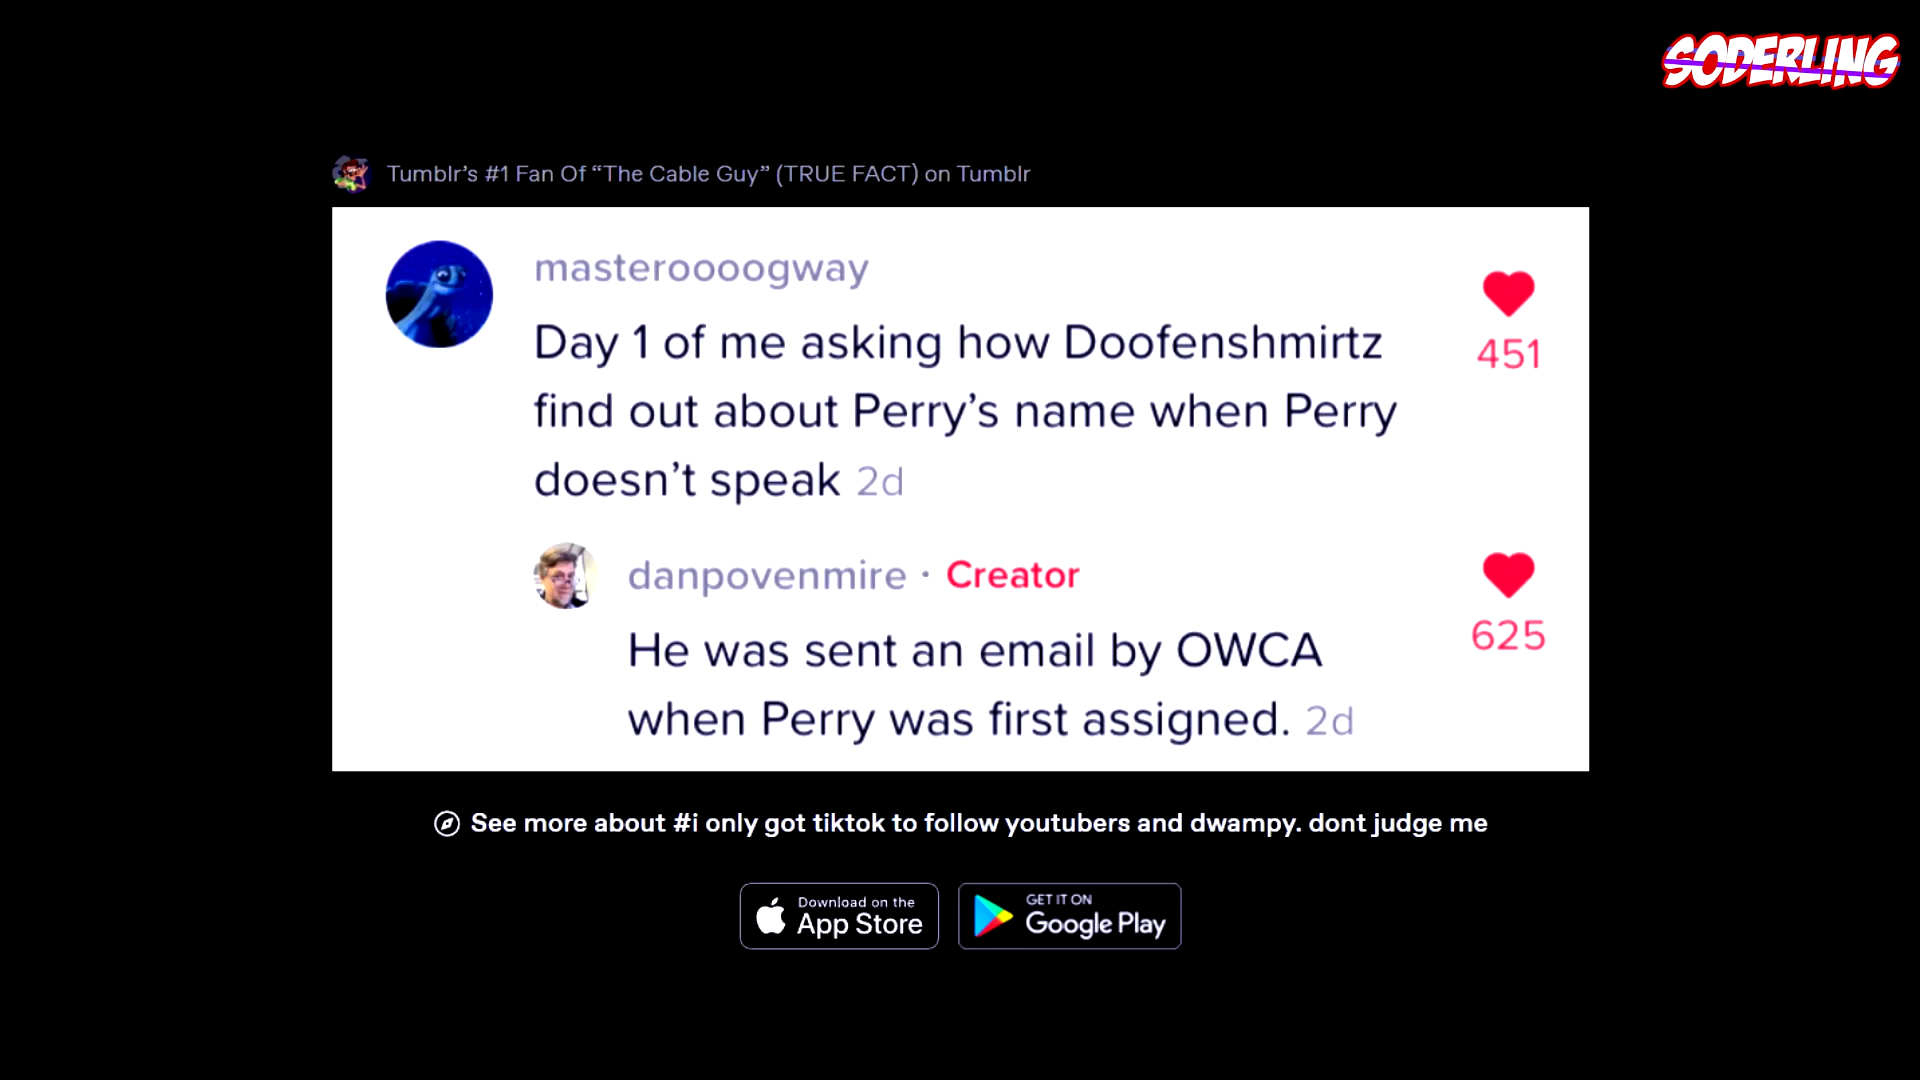 SODERLING
Tumblr’s #1 Fan Of “The Cable Guy” (TRUE FACT) on Tumblr
masteroooogway
Day 1 of me asking how Doofenshmirtz
find out about Perry’s name when Perry
doesn’t speak 2d
451
danpovenmire · Creator
He was sent an email by OWCA
when Perry was first assigned. 2d
625
See more about #i only got tiktok to follow youtubers and dwampy. dont judge me
Download on the
App Store
GET IT ON
Google Play